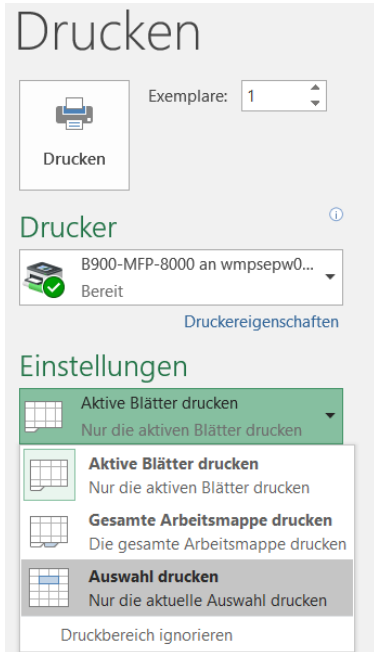 Drucken
Exemplare: 1
Drucken
Drucker
B900-MFP-8000 an wmpsepw0...
Bereit
Druckereigenschaften
Einstellungen
Aktive Blätter drucken
Nur die aktiven Blätter drucken
Aktive Blätter drucken
Nur die aktiven Blätter drucken
Gesamte Arbeitsmappe drucken
Die gesamte Arbeitsmappe drucken
Auswahl drucken
Nur die aktuelle Auswahl drucken
Druckbereich ignorieren